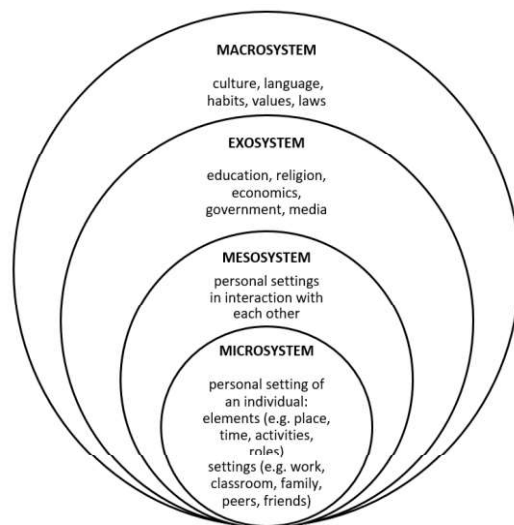 MACROSYSTEM
culture, language,
habits, values, laws
EXOSYSTEM
education, religion,
economics,
government, media
MESOSYSTEM
personal settings
in interaction with
each other
MICROSYSTEM
personal setting of
an individual:
elements (e.g. place,
time, activities,
roles)
settings (e.g. work,
classroom, family,
peers, friends)